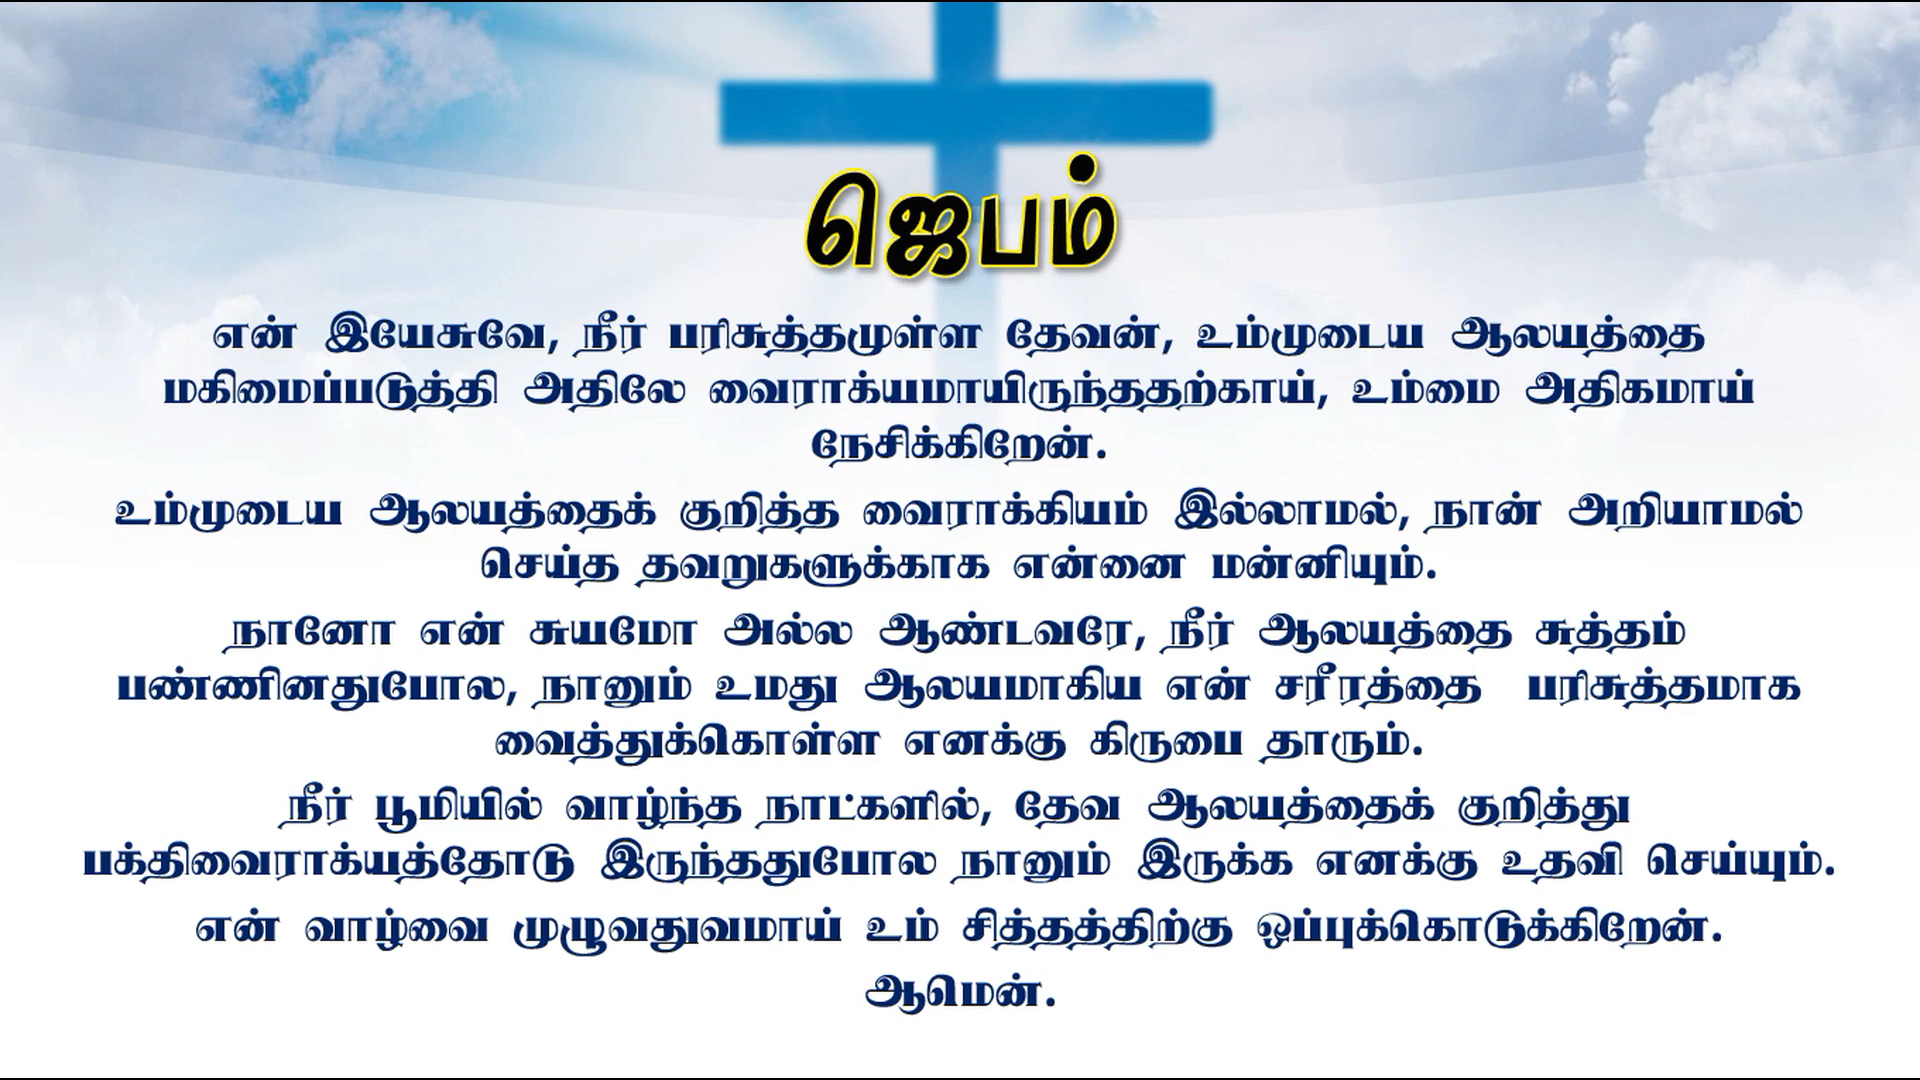 ஜெபம்
என் இயேசுவே, நீர் பரிசுத்தமுள்ள தேவன், உம்முடைய ஆலயத்தை
மகிமைப்படுத்தி அதிலே வைராக்யமாயிருந்ததற்காய், உம்மை அதிகமாய்
நேசிக்கிறேன்.
உம்முடைய ஆலயத்தைக் குறித்த வைராக்கியம் இல்லாமல், நான் அறியாமல்
செய்த தவறுகளுக்காக என்னை மன்னியும்.
நானோ என் சுயமோ அல்ல ஆண்டவரே, நீர் ஆலயத்தை சுத்தம்
பண்ணினதுபோல, நானும் உமது ஆலயமாகிய என் சரீரத்தை பரிசுத்தமாக
வைத்துக்கொள்ள எனக்கு கிருபை தாரும்.
நீர் பூமியில் வாழ்ந்த நாட்களில், தேவ ஆலயத்தைக் குறித்து
பக்திவைராக்யத்தோடு இருந்ததுபோல நானும் இருக்க எனக்கு உதவி செய்யும்.
என் வாழ்வை முழுவதுவமாய் உம் சித்தத்திற்கு ஒப்புக்கொடுக்கிறேன்.
ஆமென்.